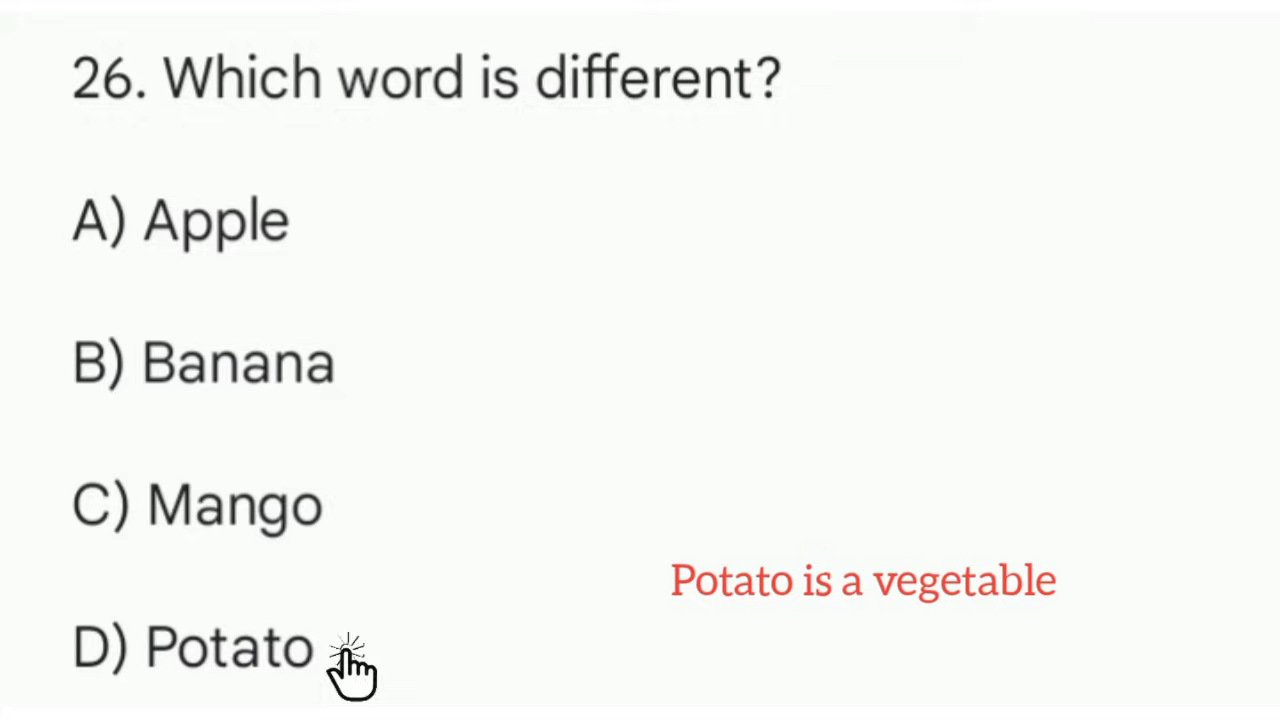 26. Which word is different?
A) Apple
B) Banana
C) Mango
Potato is a vegetable
D) Potato